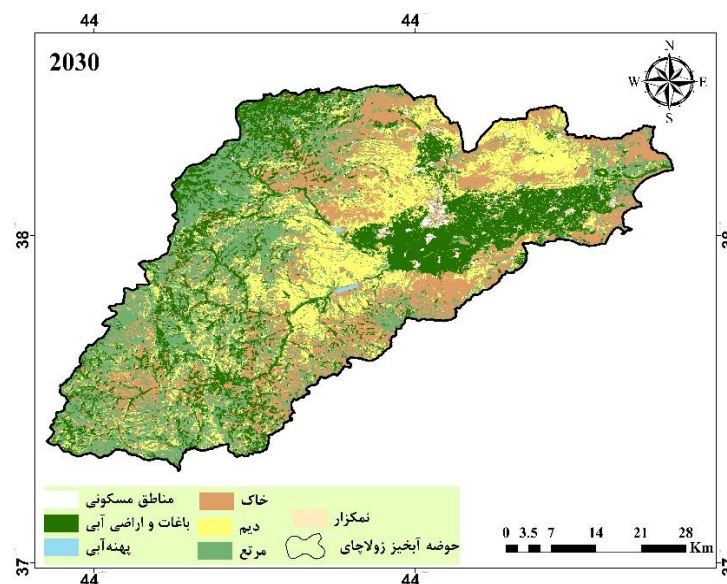 44 44
2030
N
W E
S
38 38
مناطق مسکونی خاک نمکزار
باغات و اراضی آبی دیم حوضه آبخیز زولاچای
پهنه‌آبی مرتع
0 3.5 7 14 21 28
Km
37 37
44 44